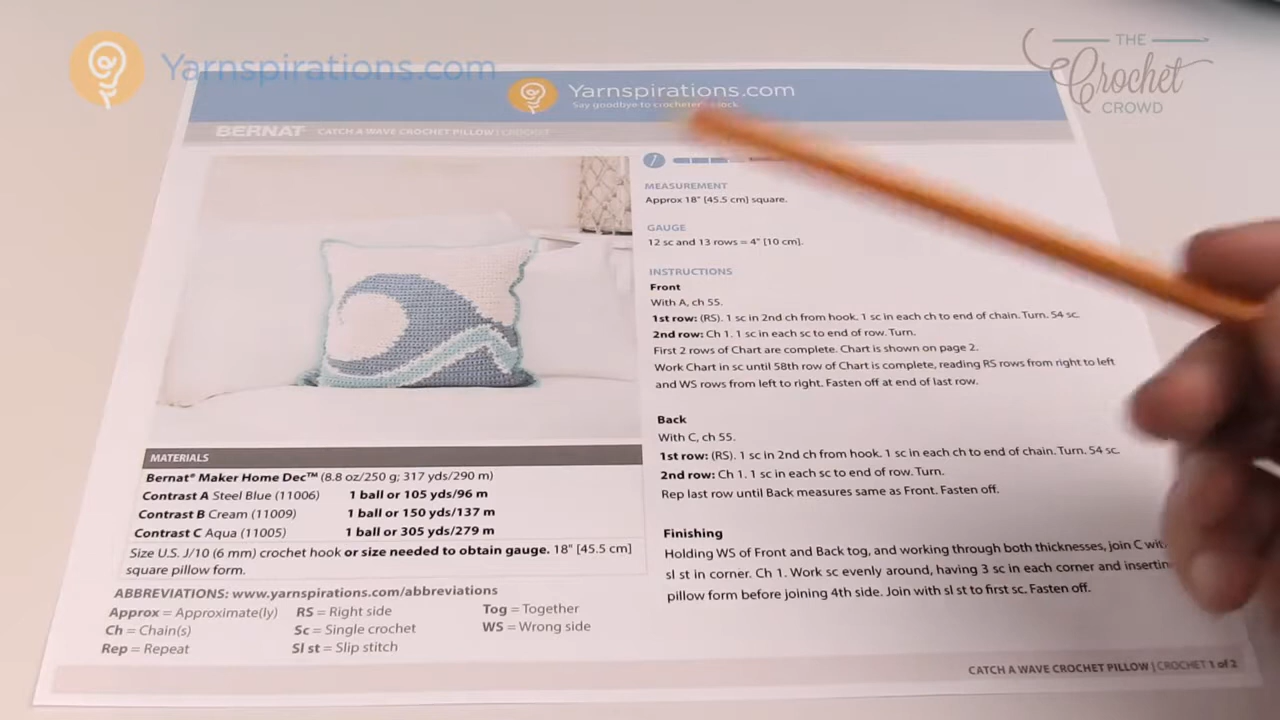 Yarnspirations.com
THE
Crochet
CROWD
Yarnspirations.com
Say goodbye to crocheter's block.
BERNAT CATCH A WAVE CROCHET PILLOW | CROCHET
MEASUREMENT
Approx 18" [45.5 cm] square.
GAUGE
12 sc and 13 rows = 4" [10 cm].
INSTRUCTIONS
Front
With A, ch 55.
1st row: (RS). 1 sc in 2nd ch from hook. 1 sc in each ch to end of chain. Turn. 54 sc.
2nd row: Ch 1. 1 sc in each sc to end of row. Turn.
First 2 rows of Chart are complete. Chart is shown on page 2.
Work Chart in sc until 58th row of Chart is complete, reading RS rows from right to left
and WS rows from left to right. Fasten off at end of last row.
Back
With C, ch 55.
1st row: (RS). 1 sc in 2nd ch from hook. 1 sc in each ch to end of chain. Turn. 54 sc.
2nd row: Ch 1. 1 sc in each sc to end of row. Turn.
Rep last row until Back measures same as Front. Fasten off.
Finishing
Holding WS of Front and Back tog, and working through both thicknesses, join C wit
sl st in corner. Ch 1. Work sc evenly around, having 3 sc in each corner and insertin
pillow form before joining 4th side. Join with sl st to first sc. Fasten off.
MATERIALS
Bernat® Maker Home Dec™ (8.8 oz/250 g; 317 yds/290 m)
Contrast A Steel Blue (11006) 1 ball or 105 yds/96 m
Contrast B Cream (11009) 1 ball or 150 yds/137 m
Contrast C Aqua (11005) 1 ball or 305 yds/279 m
Size U.S. J/10 (6 mm) crochet hook or size needed to obtain gauge. 18" [45.5 cm]
square pillow form.
ABBREVIATIONS: www.yarnspirations.com/abbreviations
Approx = Approximate(ly) RS = Right side Tog = Together
Ch = Chain(s) Sc = Single crochet WS = Wrong side
Rep = Repeat Sl st = Slip stitch
CATCH A WAVE CROCHET PILLOW | CROCHET 1 of 2